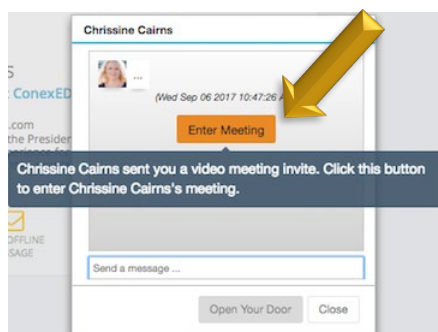 Chrissine Cairns
S
ConexED
...
(Wed Sep 06 2017 10:47:26 A
.com
the Presiden
Enter Meeting
Chrissine Cairns sent you a video meeting invite. Click this button
to enter Chrissine Cairns's meeting.
OFFLINE
SAGE
Send a message ...
Open Your Door
Close